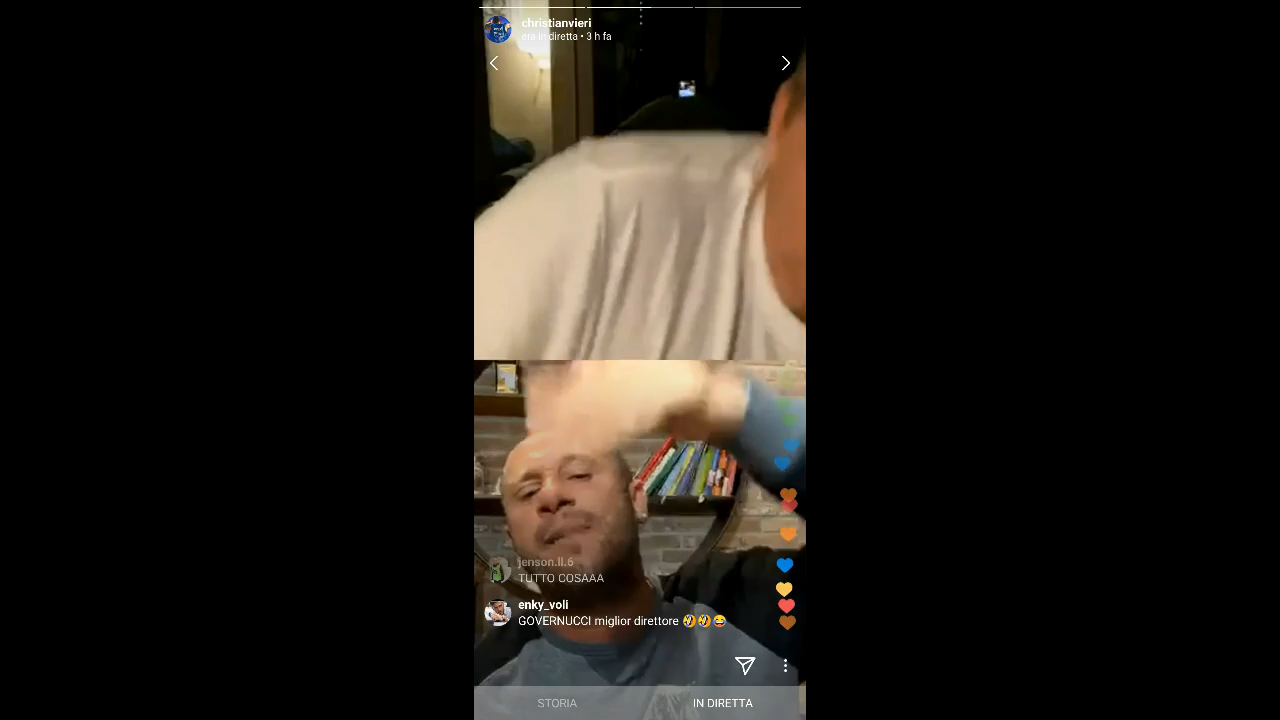 christianvieri
era in diretta • 3 h fa
jenson.ll.6
TUTTO COSAAA
enky_voli
GOVERNUCCI miglior direttore 🤣🤣😂
STORIA
IN DIRETTA